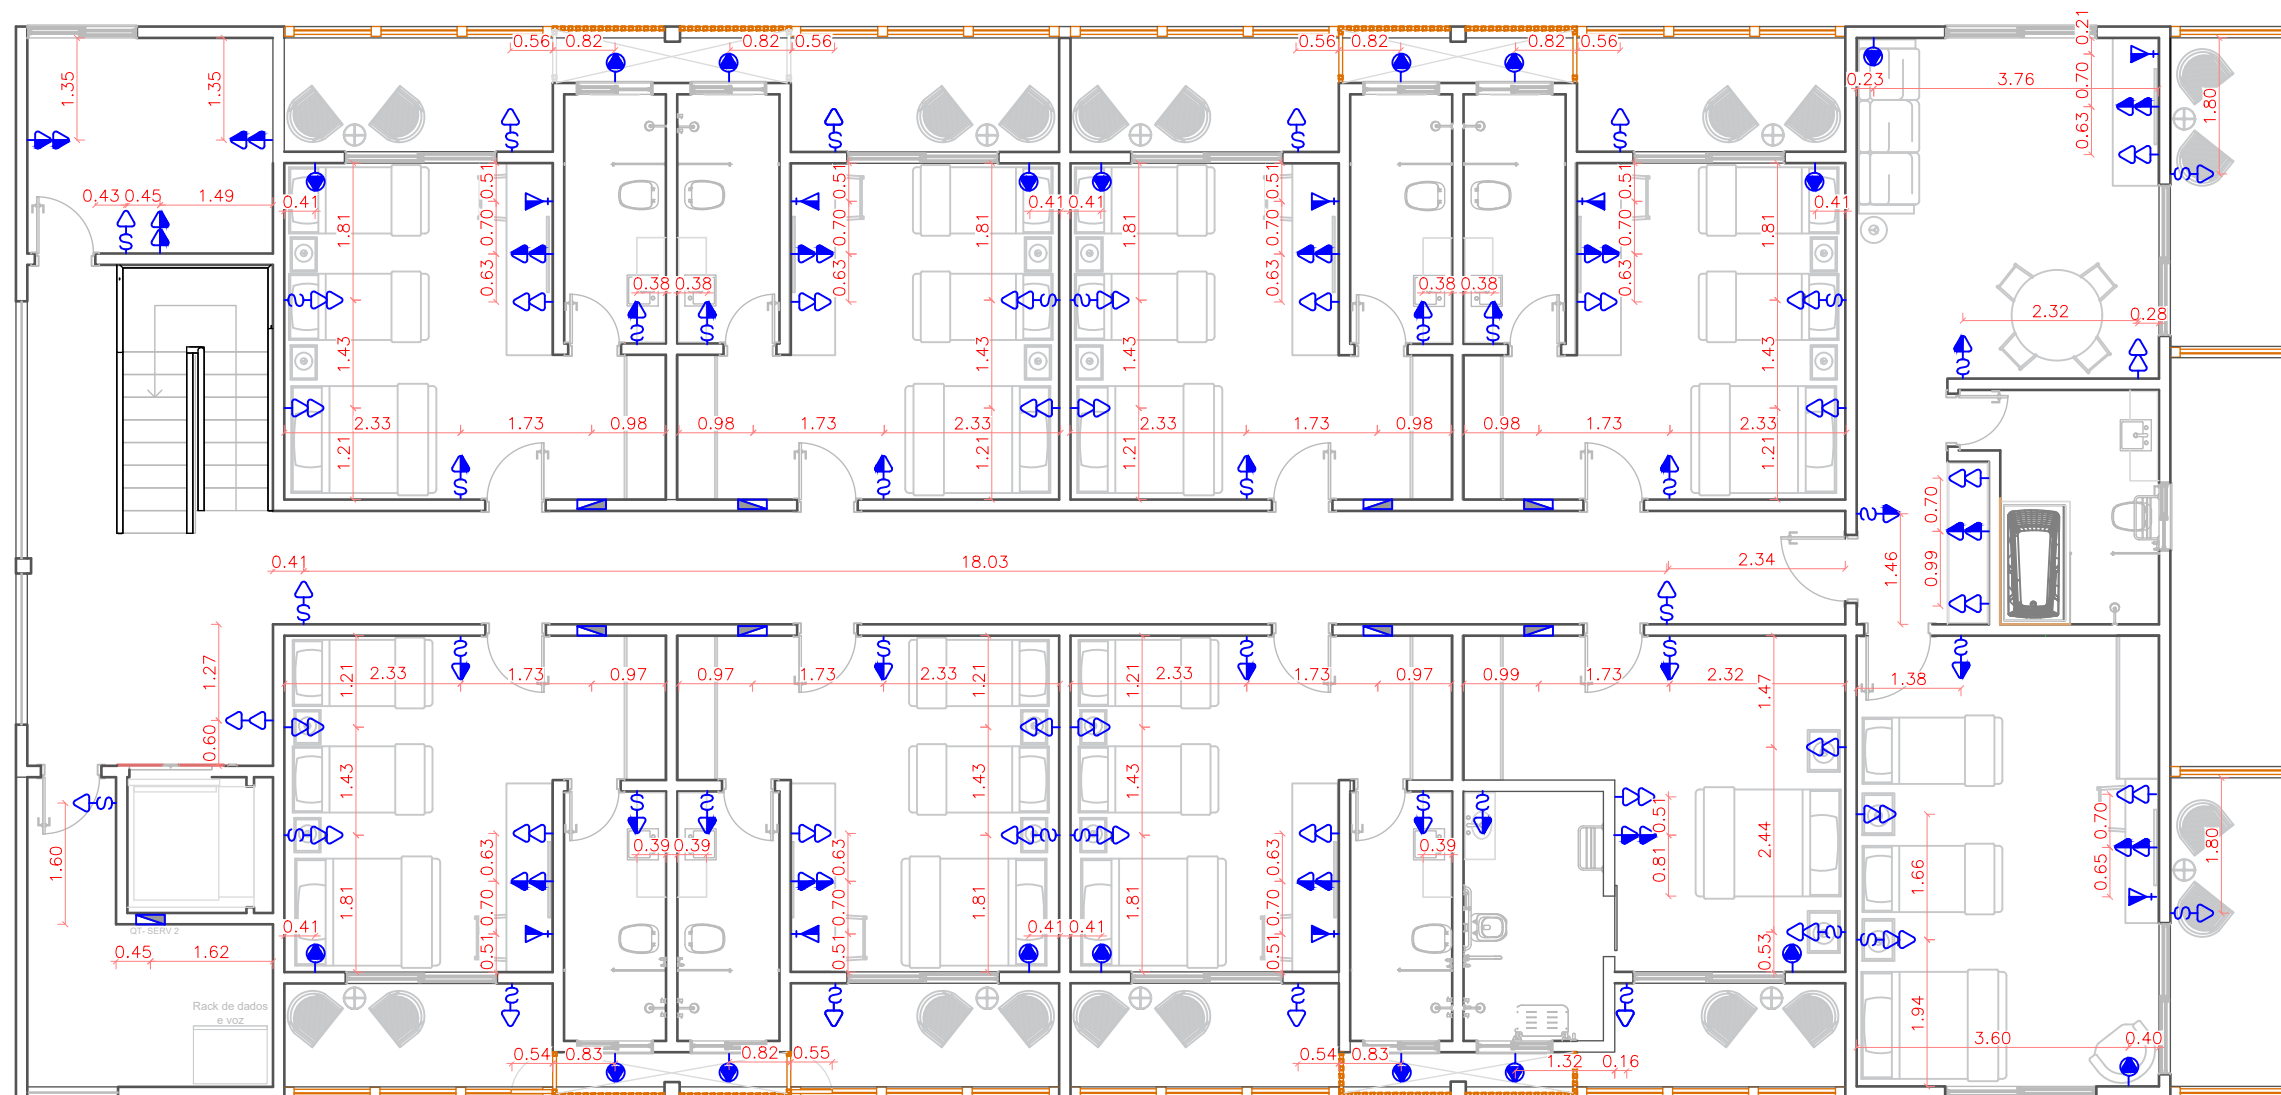 0.56 0.82 0.82 0.56 0.56 0.82 0.82 0.56 0.21
1.35 1.35 0.23 3.76 0.70 1.80
S S S S 0.63
0.43 0.45 1.49 0.41 0.51 0.51 0.41 0.41 0.51 0.51 0.41 S
S 1.81 0.70 0.70 1.81 1.81 0.70 0.70 1.81
0.63 0.63 0.63 0.63
0.38 0.38 0.38 0.38
S S S S 2.32 0.28
S S S S
1.43 1.43 1.43 1.43 S
2.33 1.73 0.98 0.98 1.73 2.33 2.33 1.73 0.98 0.98 1.73 2.33
1.21 1.21 1.21 1.21
S S S S 0.70
S
0.41 18.03 2.34 1.46 0.99
S S
1.27 S S S S S
2.33 1.21 1.73 0.97 0.97 1.73 2.33 1.21 1.21 2.33 1.73 0.97 0.99 1.73 2.32 1.47 1.38
0.60
1.43 1.43 1.43
S S S S S
S S S 0.51 0.70
1.60 0.63 0.39 0.39 0.63 0.63 0.39 0.81 2.44 0.65 1.80
1.81 0.70 0.70 1.81 1.81 0.70 1.66
0.41 0.41 0.41 S
QT- SERV 2
0.45 1.62 0.51 0.51 0.51 0.53 S S
Rack de dados
e voz
S S S S 1.94
0.54 0.83 0.82 0.55 0.54 0.83 1.32 0.16 3.60 0.40